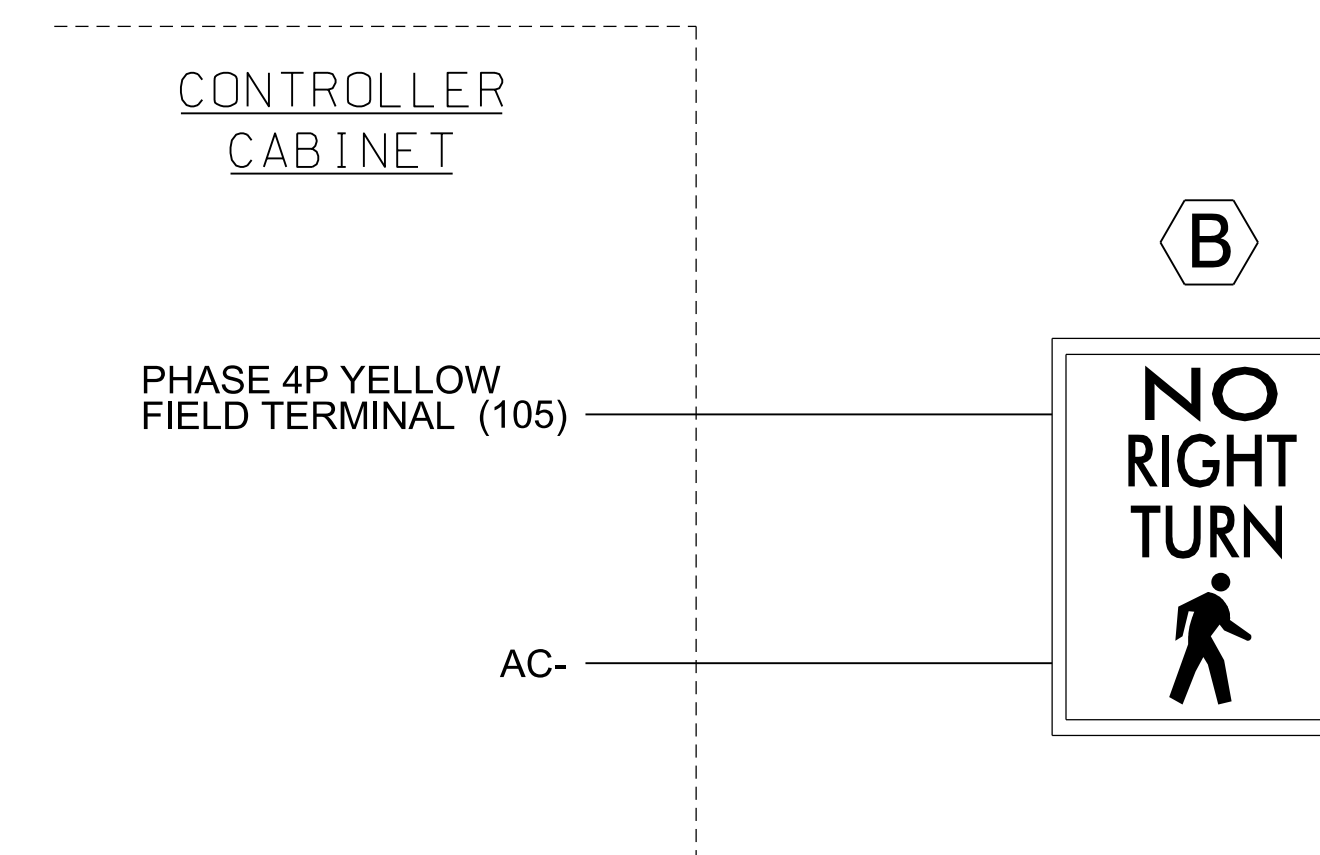 CONTROLLER
CABINET
B
PHASE 4P YELLOW
FIELD TERMINAL (105)
NO
RIGHT
TURN
AC-